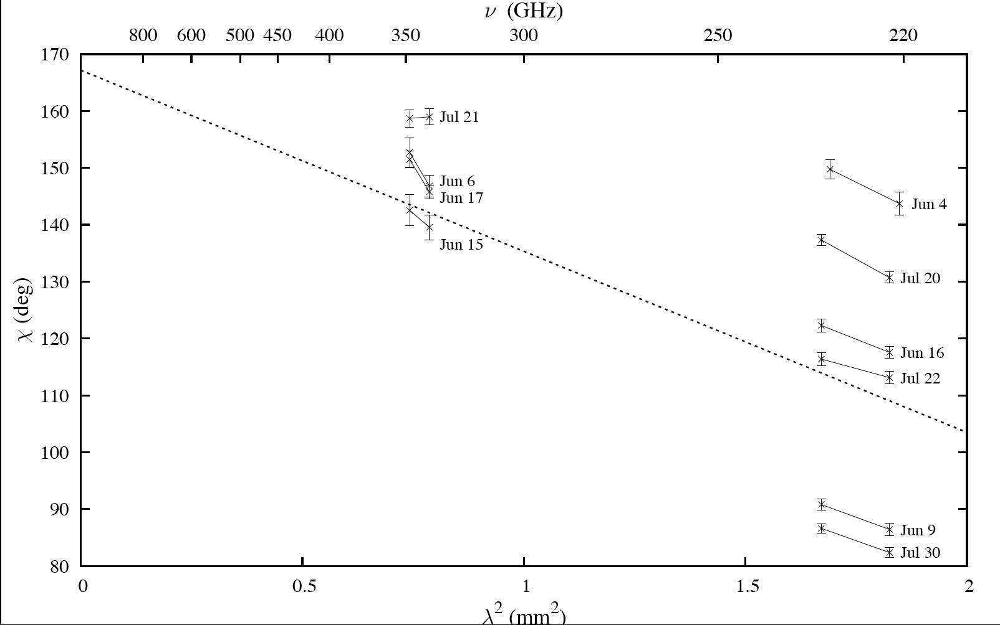 ν (GHz)
800 600 500 450 400 350 300 250 220
170
160
150
140
130
120
110
100
90
80
χ (deg)
Jul 21
Jun 6
Jun 17
Jun 15
Jun 4
Jul 20
Jun 16
Jul 22
Jun 9
Jul 30
0 0.5 1 1.5 2
λ² (mm²)